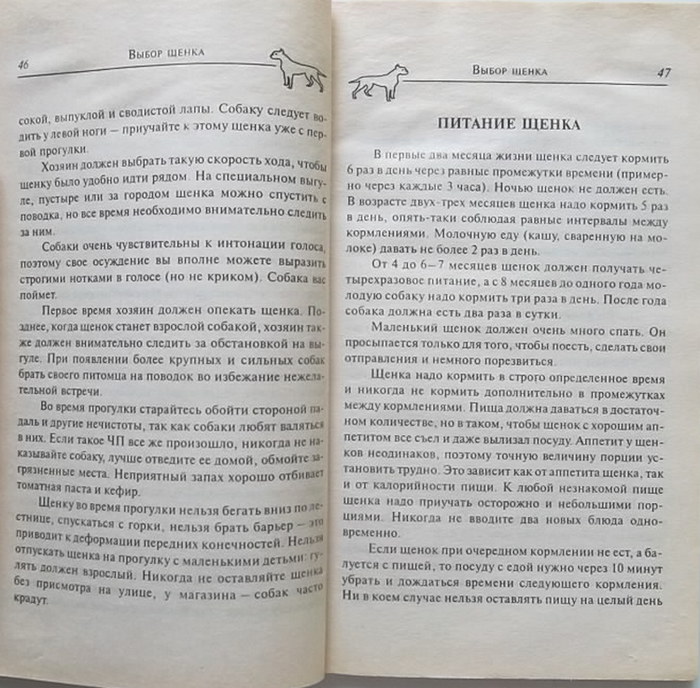 46
ВЫБОР ЩЕНКА
сокой, выпуклой и сводистой лапы. Собаку следует во-
дить у левой ноги — приучайте к этому щенка уже с пер-
вой прогулки.
Хозяин должен выбрать такую скорость хода, чтобы
щенку было удобно идти рядом. На специальном выгу-
ле, пустыре или за городом щенка можно спустить с
поводка, но все время необходимо внимательно следить
за ним.
Собаки очень чувствительны к интонации голоса,
поэтому свое осуждение вы вполне можете выразить
строгими нотками в голосе (но не криком). Собака вас
поймет.
Первое время хозяин должен опекать щенка. По-
зднее, когда щенок станет взрослой собакой, хозяин так-
же должен внимательно следить за обстановкой на вы-
гуле. При появлении более крупных и сильных собак
брать своего питомца на поводок во избежание нежела-
тельной встречи.
Во время прогулки старайтесь обойти стороной па-
даль и другие нечистоты, так как собаки любят валяться
в них. Если такое ЧП все же произошло, никогда не на-
казывайте собаку, лучше отведите ее домой, обмойте за-
грязненные места. Неприятный запах хорошо отбивает
томатная паста и кефир.
Щенку во время прогулки нельзя бегать вниз по ле-
стнице, спускаться с горки, нельзя брать барьер — это
приводит к деформации передних конечностей. Нельзя
отпускать щенка на прогулку с маленькими детьми: гу-
лять должен взрослый. Никогда не оставляйте щенка
без присмотра на улице, у магазина — собак часто
крадут.
ВЫБОР ЩЕНКА
47
ПИТАНИЕ ЩЕНКА
В первые два месяца жизни щенка следует кормить
6 раз в день через равные промежутки времени (пример-
но через каждые 3 часа). Ночью щенок не должен есть.
В возрасте двух-трех месяцев щенка надо кормить 5 раз
в день, опять-таки соблюдая равные интервалы между
кормлениями. Молочную еду (кашу, сваренную на мо-
локе) давать не более 2 раз в день.
От 4 до 6–7 месяцев щенок должен получать че-
тырехразовое питание, а с 8 месяцев до одного года мо-
лодую собаку надо кормить три раза в день. После года
собака должна есть два раза в сутки.
Маленький щенок должен очень много спать. Он
просыпается только для того, чтобы поесть, сделать свои
отправления и немного порезвиться.
Щенка надо кормить в строго определенное время
и никогда не кормить дополнительно в промежутках
между кормлениями. Пища должна даваться в достаточ-
ном количестве, но в таком, чтобы щенок с хорошим ап-
петитом все съел и даже вылизал посуду. Аппетит у щен-
ков неодинаков, поэтому точную величину порции ус-
тановить трудно. Это зависит как от аппетита щенка, так
и от калорийности пищи. К любой незнакомой пище
щенка надо приучать осторожно и небольшими пор-
циями. Никогда не вводите два новых блюда одно-
временно.
Если щенок при очередном кормлении не ест, а ба-
луется с пищей, то посуду с едой нужно через 10 минут
убрать и дождаться времени следующего кормления.
Ни в коем случае нельзя оставлять пищу на целый день